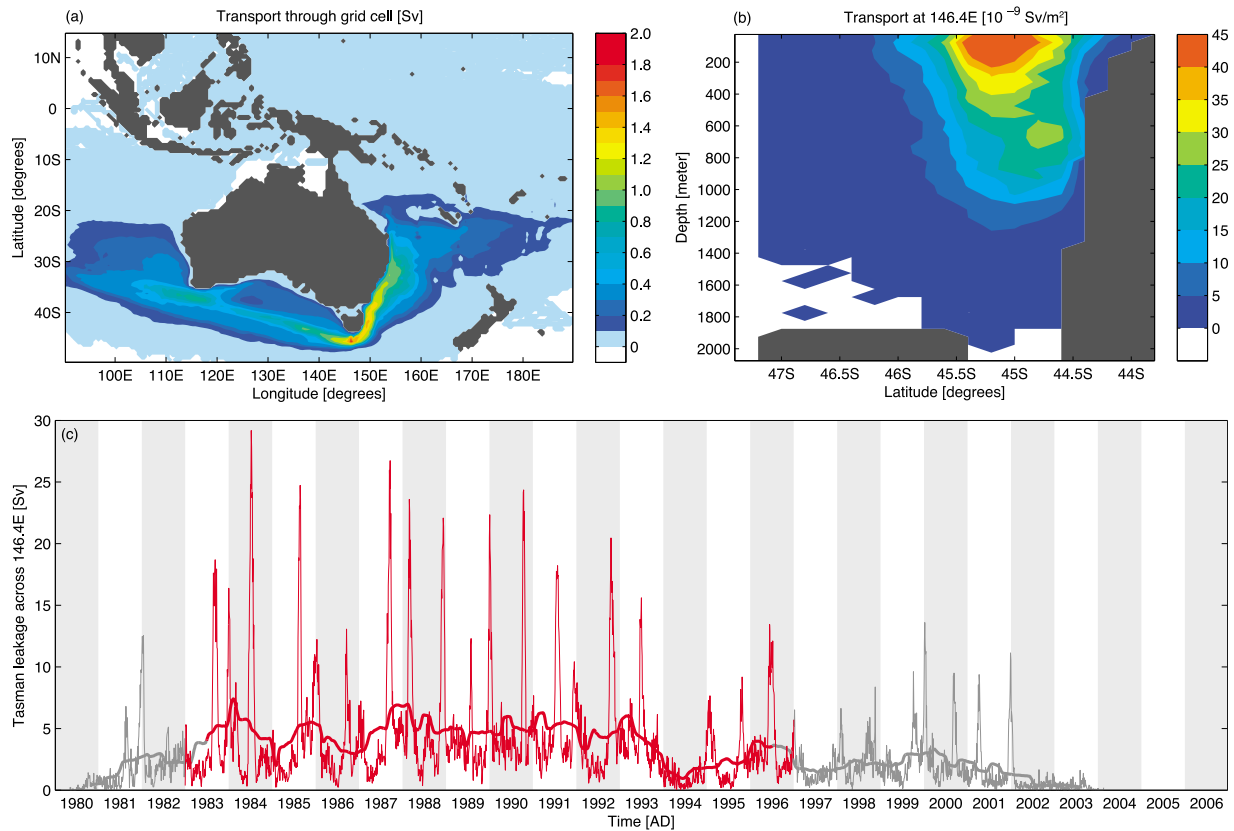 (a) Transport through grid cell [Sv]
10N
0
10S
20S
30S
40S
Latitude [degrees]
100E 110E 120E 130E 140E 150E 160E 170E 180E
Longitude [degrees]
2.0
1.8
1.6
1.4
1.2
1.0
0.8
0.6
0.4
0.2
0
(b) Transport at 146.4E [10 ⁻⁹ Sv/m²]
200
400
600
800
1000
1200
1400
1600
1800
2000
Depth [meter]
47S 46.5S 46S 45.5S 45S 44.5S 44S
Latitude [degrees]
45
40
35
30
25
20
15
10
5
0
(c)
30
25
20
15
10
5
0
Tasman leakage across 146.4E [Sv]
1980 1981 1982 1983 1984 1985 1986 1987 1988 1989 1990 1991 1992 1993 1994 1995 1996 1997 1998 1999 2000 2001 2002 2003 2004 2005 2006
Time [AD]